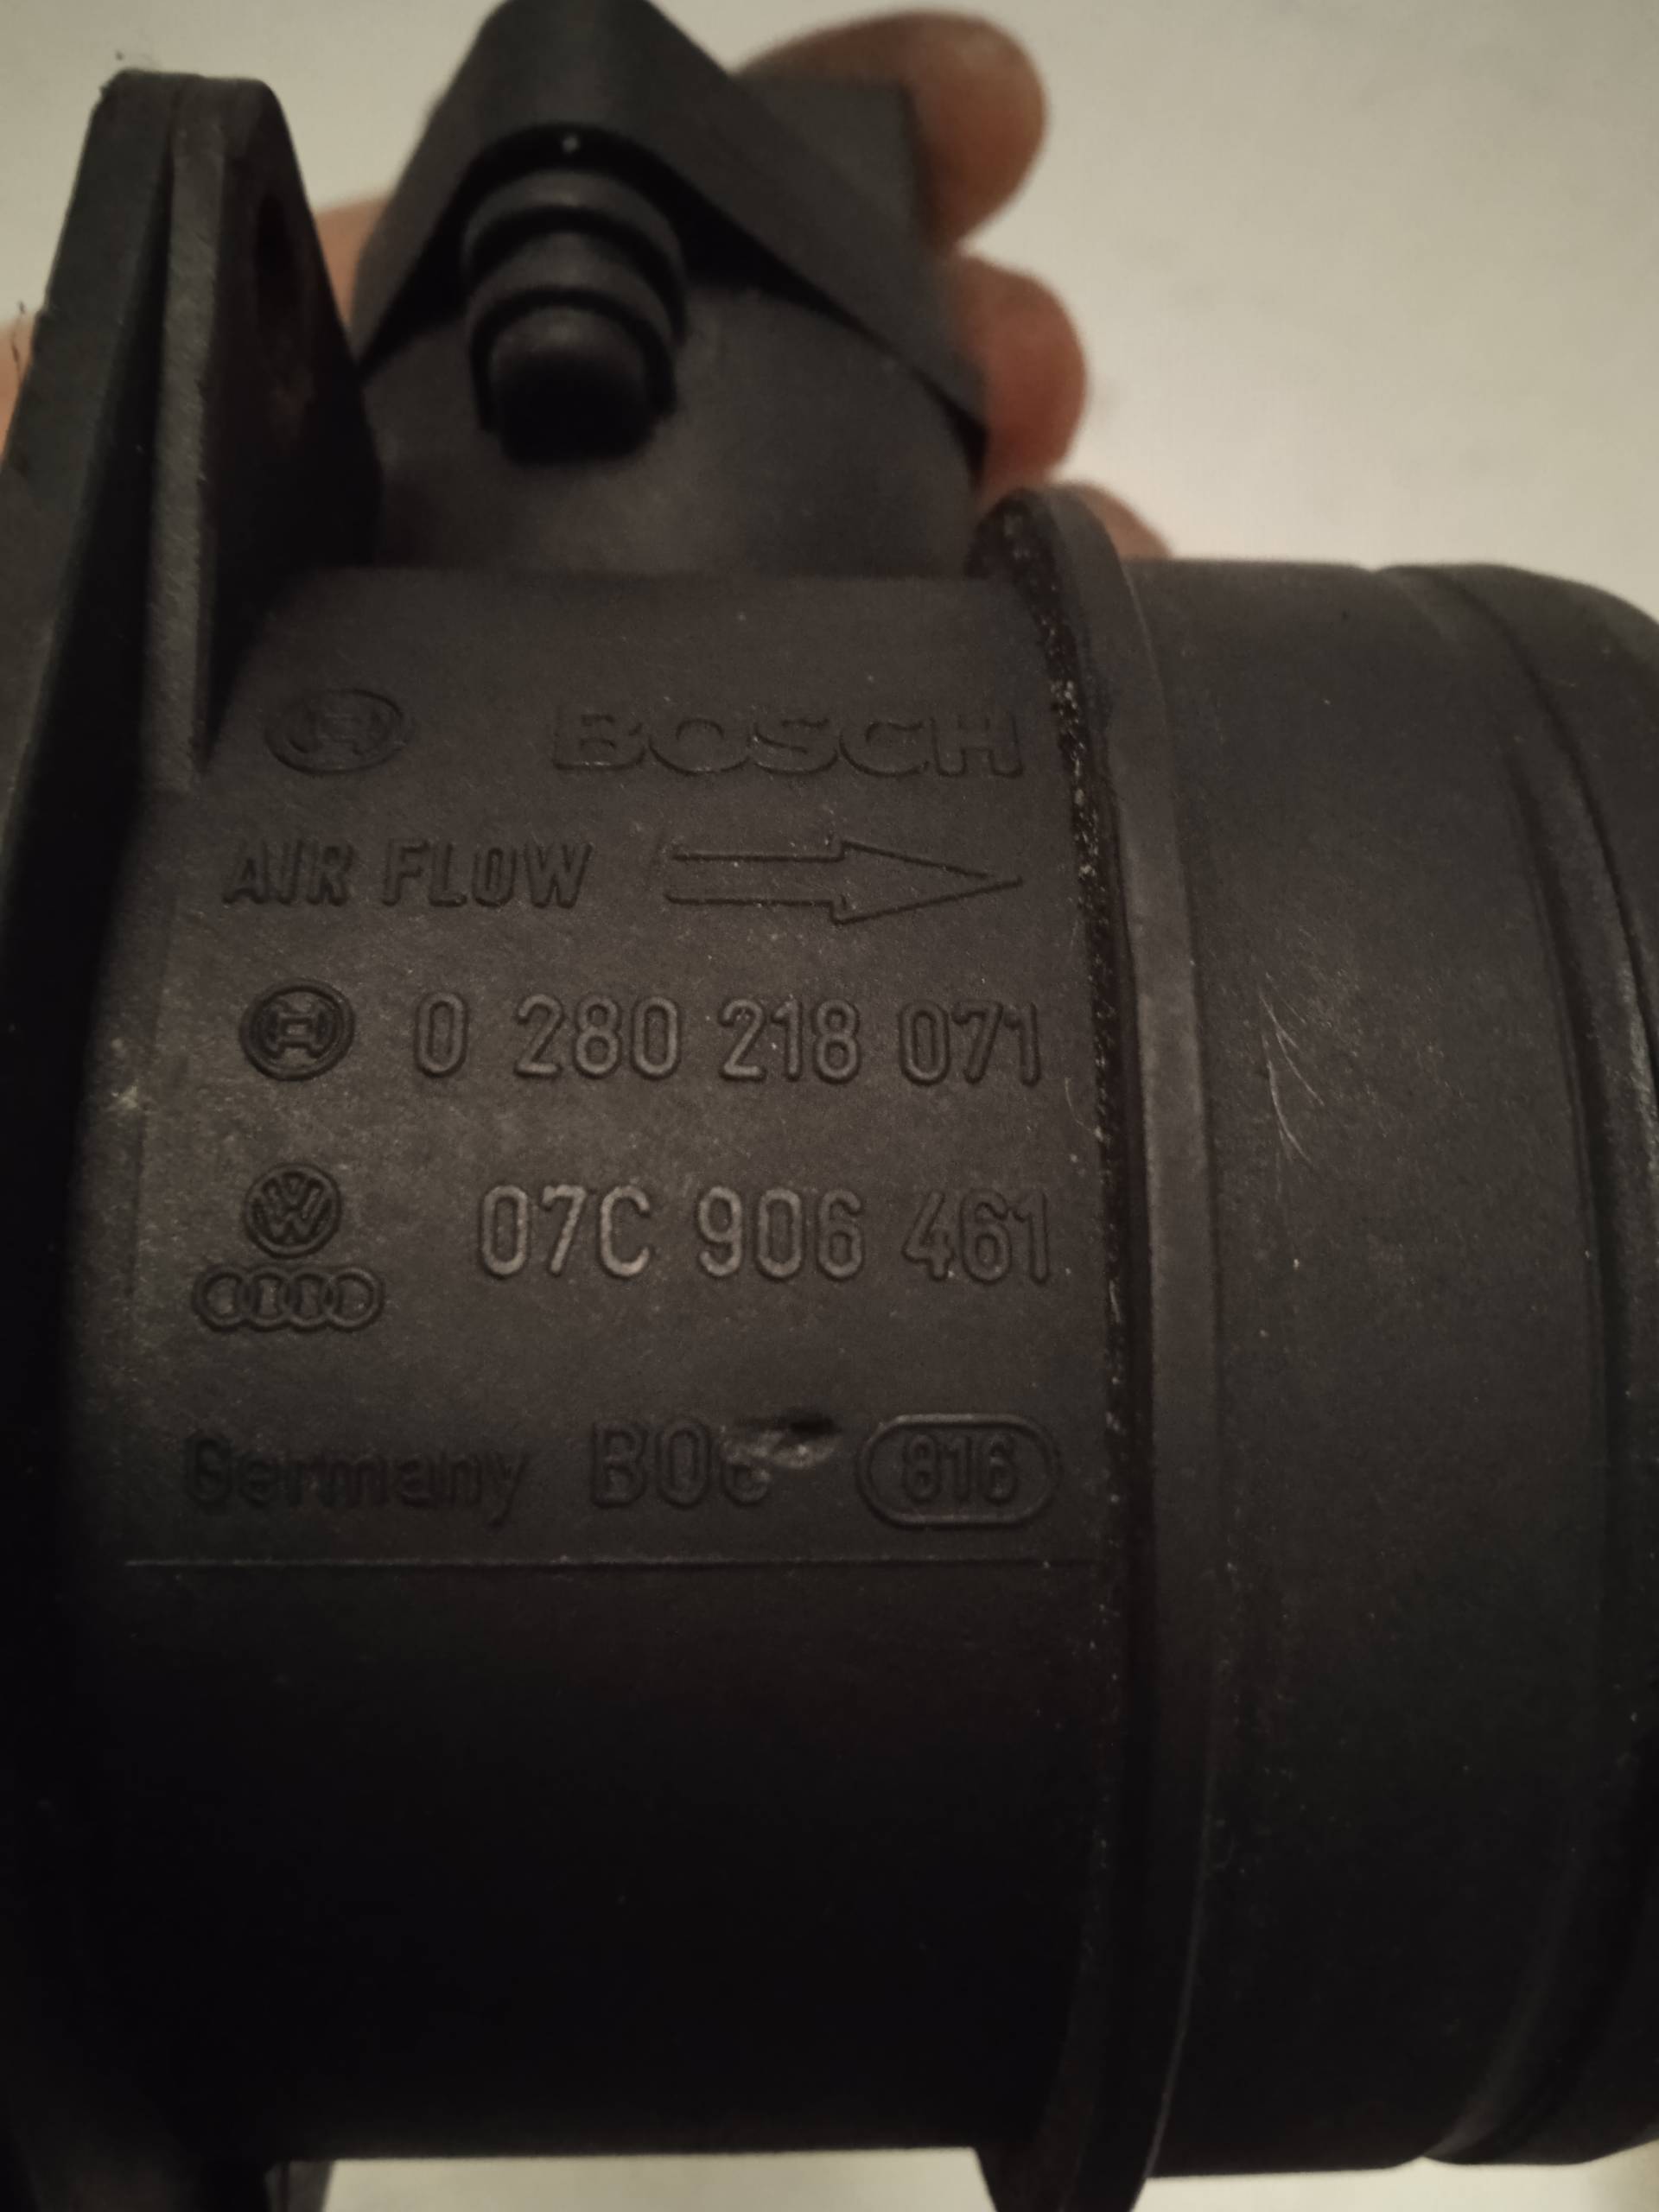 BOSCH
AIR FLOW
0 280 218 071
07C 906 461
Germany 816